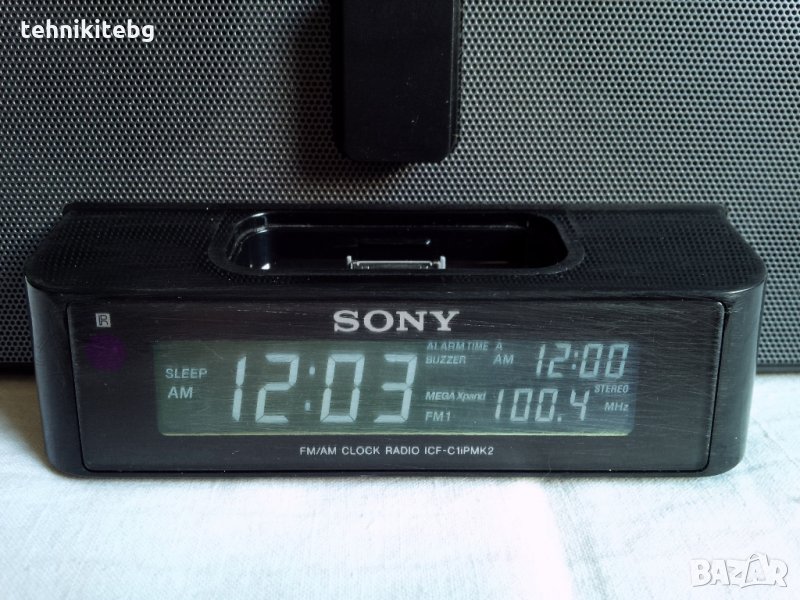 tehnikitebg
R
SONY
SLEEP
AM
12:03
ALARM TIME A
BUZZER AM
12:00
MEGA Xpand
FM1
100.4
STEREO
MHz
FM/AM CLOCK RADIO ICF-C1iPMK2
BAZAR